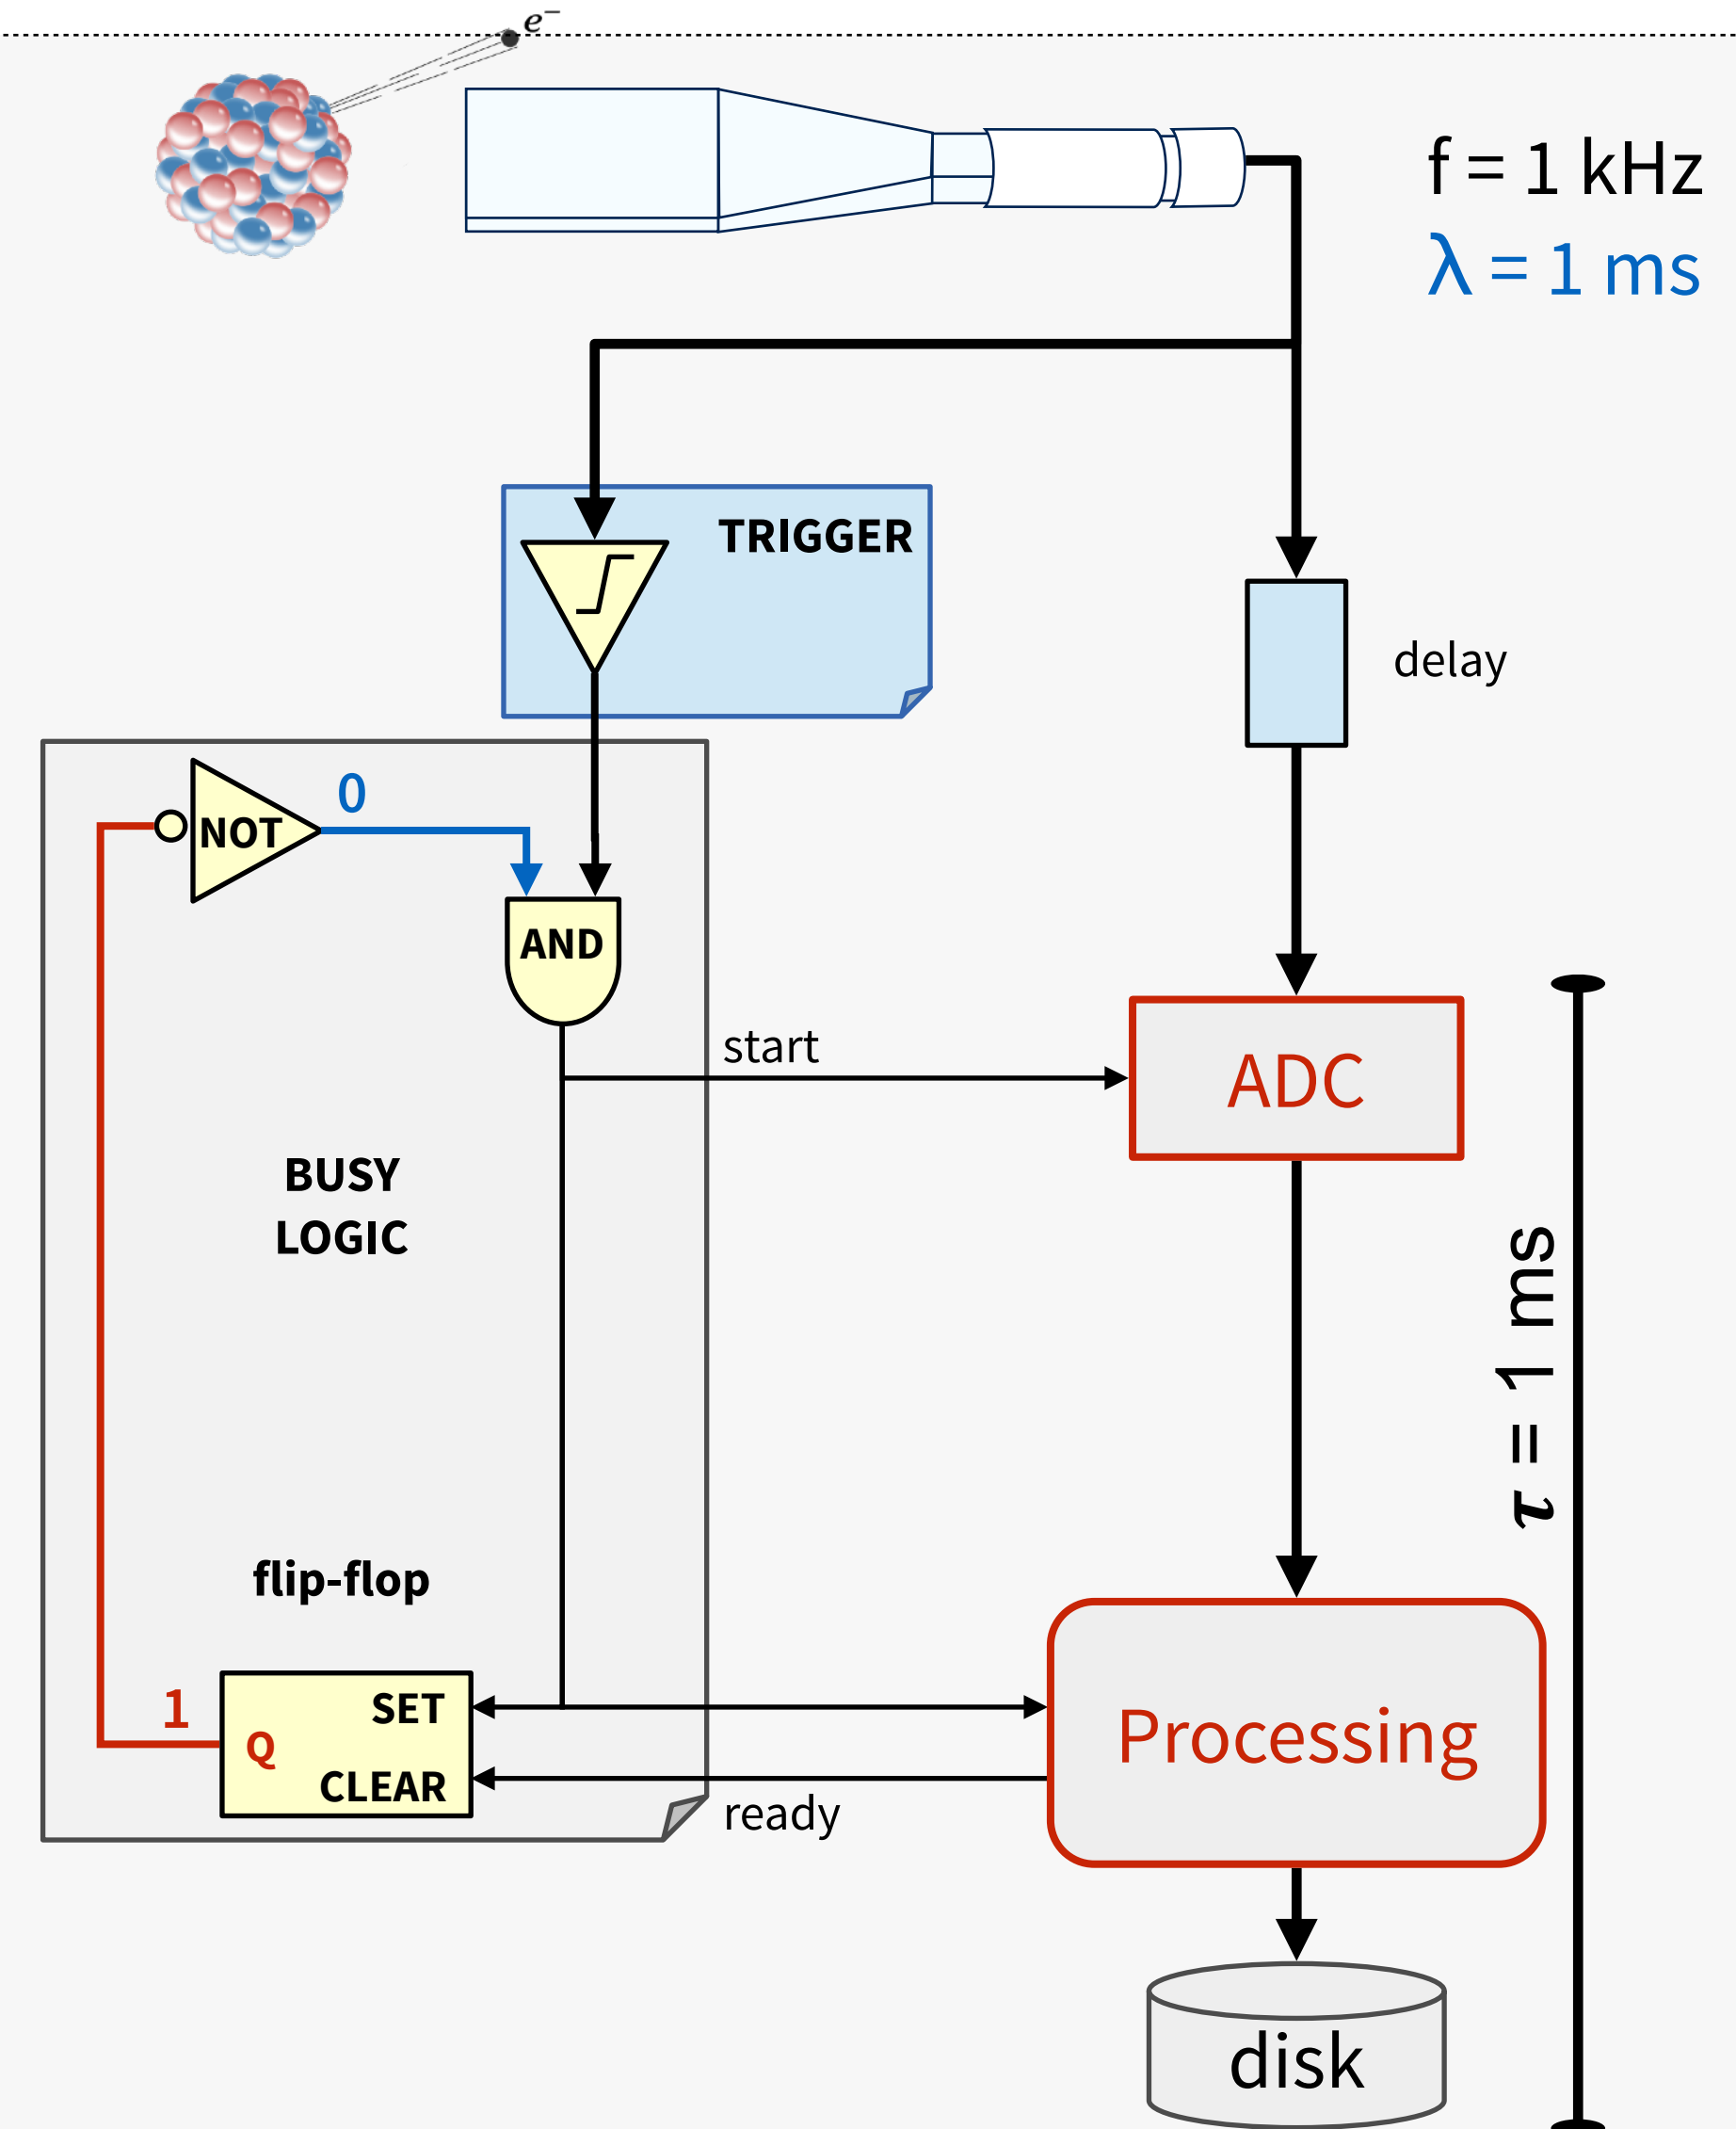 e⁻
f = 1 kHz
λ = 1 ms
TRIGGER
delay
NOT
0
AND
start
ADC
BUSY
LOGIC
τ = 1 ms
flip-flop
1
Q
SET
CLEAR
Processing
ready
disk